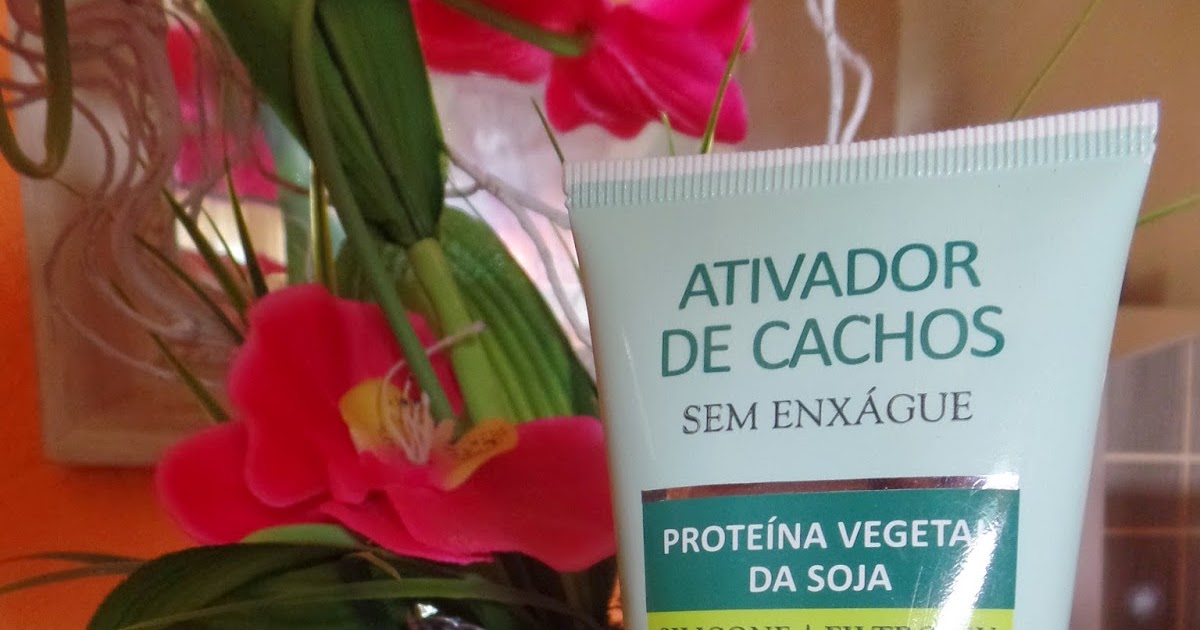 ATIVADOR
DE CACHOS
SEM ENXÁGUE
PROTEÍNA VEGETAL
DA SOJA